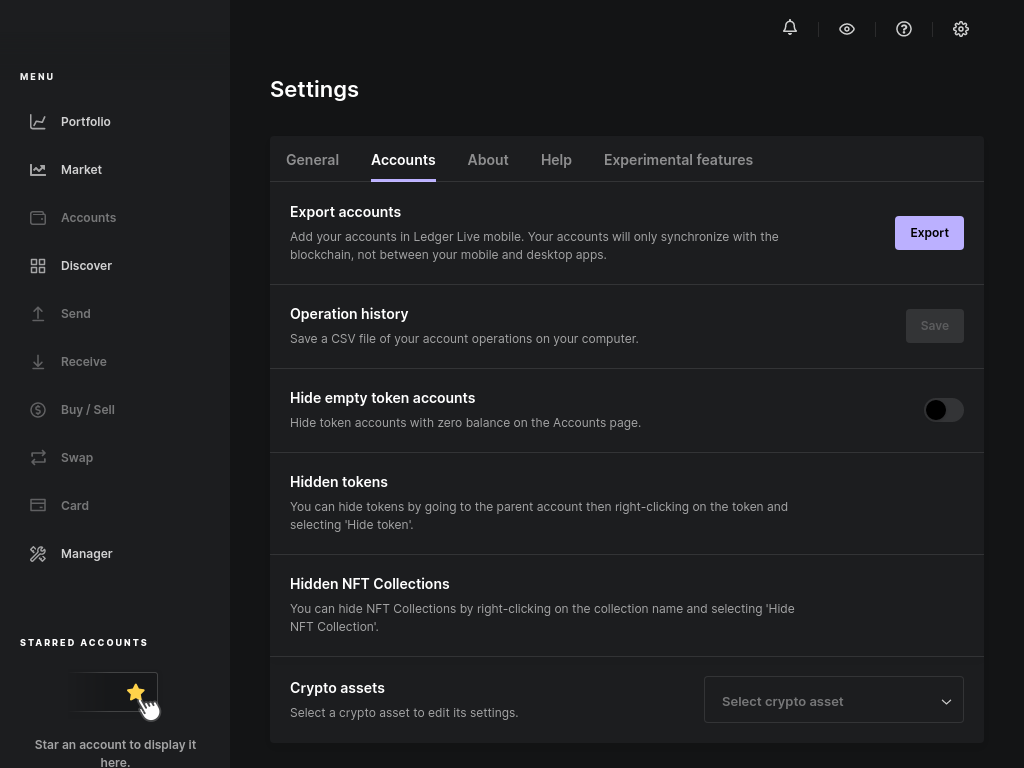 MENU
Portfolio
Market
Accounts
Discover
Send
Receive
Buy / Sell
Swap
Card
Manager
STARRED ACCOUNTS
Star an account to display it
here.
Settings
General Accounts About Help Experimental features
Export accounts
Add your accounts in Ledger Live mobile. Your accounts will only synchronize with the
blockchain, not between your mobile and desktop apps.
Export
Operation history
Save a CSV file of your account operations on your computer.
Save
Hide empty token accounts
Hide token accounts with zero balance on the Accounts page.
Hidden tokens
You can hide tokens by going to the parent account then right-clicking on the token and
selecting 'Hide token'.
Hidden NFT Collections
You can hide NFT Collections by right-clicking on the collection name and selecting 'Hide
NFT Collection'.
Crypto assets
Select a crypto asset to edit its settings.
Select crypto asset